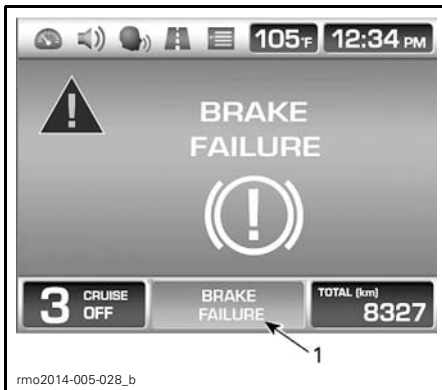 105°F 12:34 PM
BRAKE
FAILURE
3 CRUISE OFF BRAKE FAILURE TOTAL [km] 8327
1
rmo2014-005-028_b